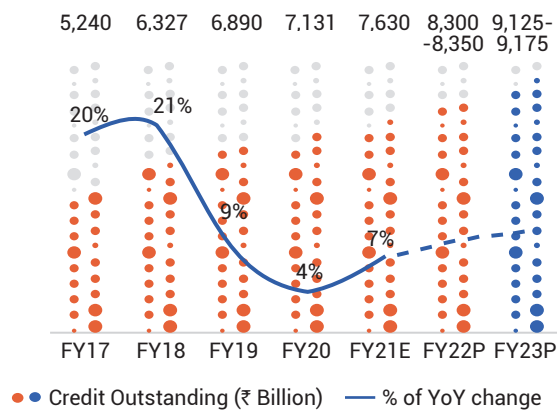 5,240 6,327 6,890 7,131 7,630 8,300 9,125-
-8,350 9,175
20% 21%
9%
4%
7%
FY17 FY18 FY19 FY20 FY21E FY22P FY23P
Credit Outstanding (₹ Billion) % of YoY change